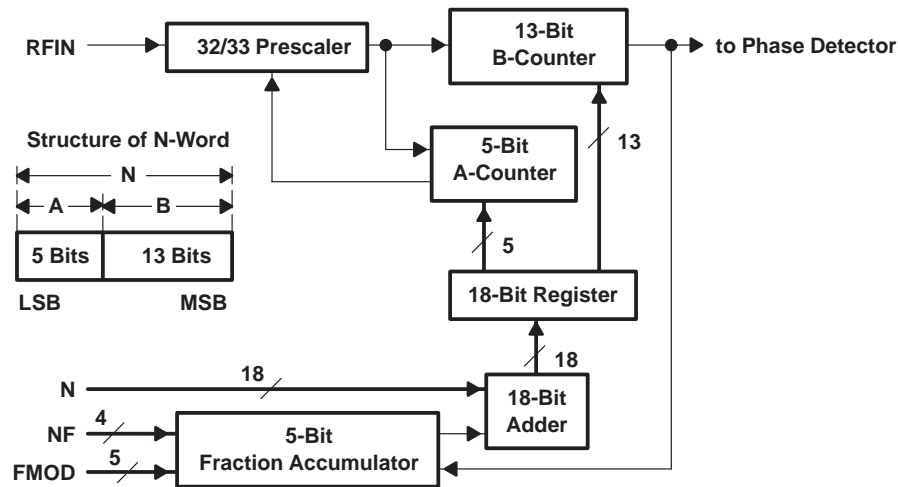 RFIN
32/33 Prescaler
13-Bit
B-Counter
to Phase Detector
13
Structure of N-Word
N
A
B
5 Bits
13 Bits
LSB
MSB
5-Bit
A-Counter
5
18-Bit Register
18
N
18
18-Bit
Adder
NF
4
5-Bit
Fraction Accumulator
FMOD
5